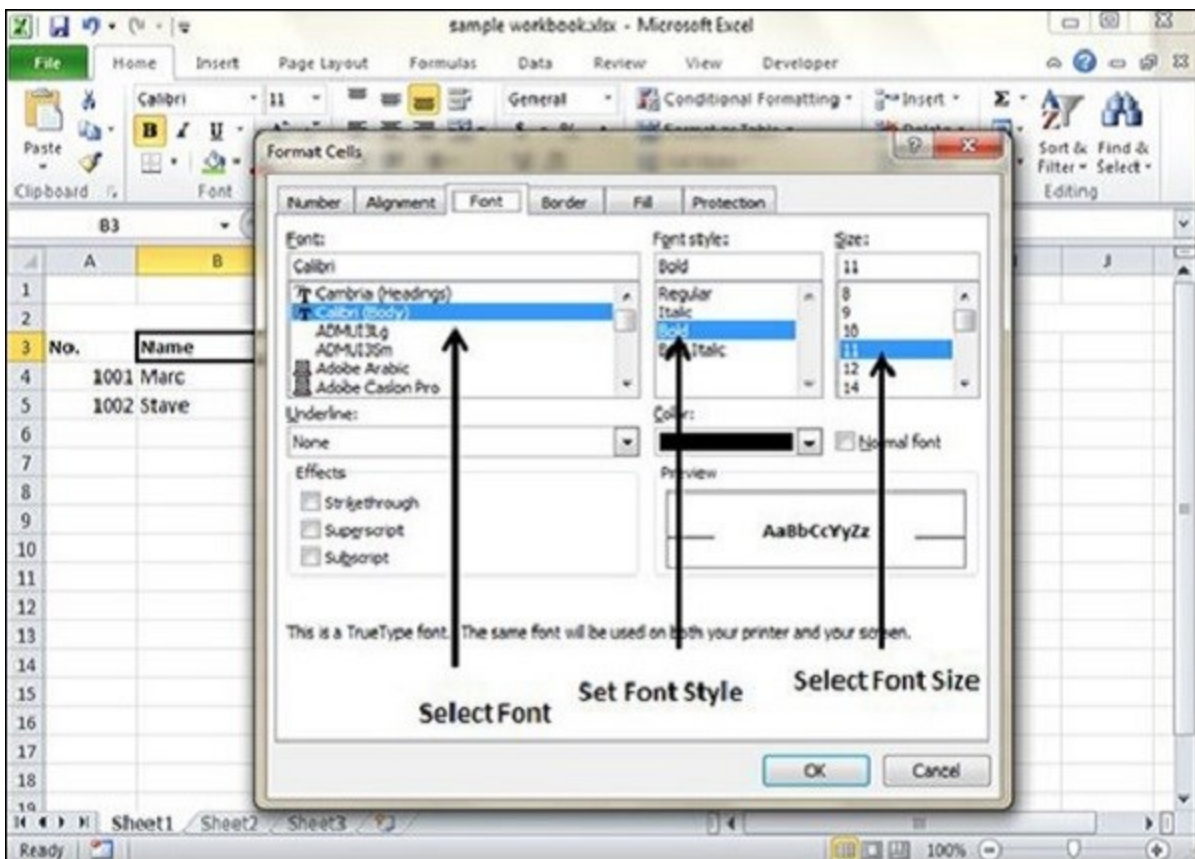 sample workbook.xlsx - Microsoft Excel
File Home Insert Page Layout Formulas Data Review View Developer
Calibri 11 General Conditional Formatting Insert Σ
B I U
Paste
Sort & Find &
Filter Select
Clipboard Font Editing
Format Cells
Number Alignment Font Border Fill Protection
B3
A B J
Font: Font style: Size:
Calibri Bold 11
Cambria (Headings) Regular 8
Calibri (Body) Italic 9
ADMUI3Lg Bold 10
ADMUI3Sm Italic 11
Adobe Arabic 12
Adobe Caslon Pro 14
Underline: Color:
None Normal font
Effects Preview
Strikethrough
Superscript
Subscript
AaBbCcYyZz
This is a TrueType font. The same font will be used on both your printer and your screen.
Select Font
Set Font Style
Select Font Size
OK Cancel
1
2
3 No. Name
4 1001 Marc
5 1002 Stave
6
7
8
9
10
11
12
13
14
15
16
17
18
19
Sheet1 Sheet2 Sheet3
Ready 100%